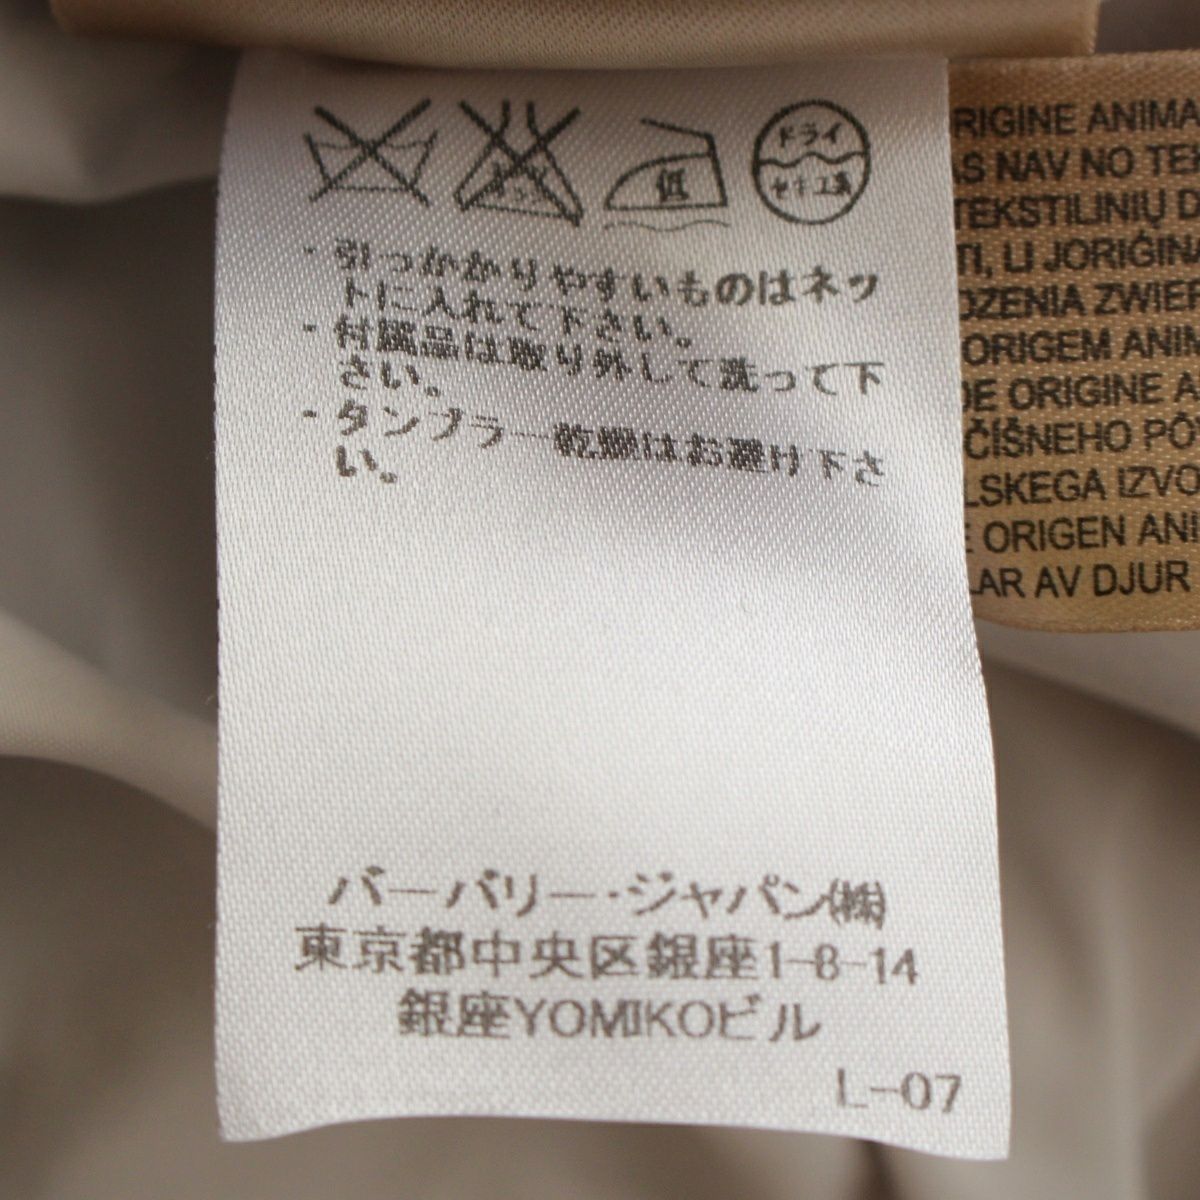 ドライ
セキユ系
低
・引っかかりやすいものはネッ
トに入れて下さい。
・付属品は取り外して洗って下
さい。
・タンブラー乾燥はお避け下さ
い。
バーバリー・ジャパン(株)
東京都中央区銀座1-8-14
銀座YOMIKOビル
L-07
RIGINE ANIMA
AS NAV NO TE
TEKSTILINIŲ D
TI, LI JORIĠINA
OZENIA ZWIER
ORIGEM ANIM
DE ORIGINE A
ČÍŠNEHO PÔ
LSKEGA IZVO
E ORIGEN ANI
LAR AV DJUR